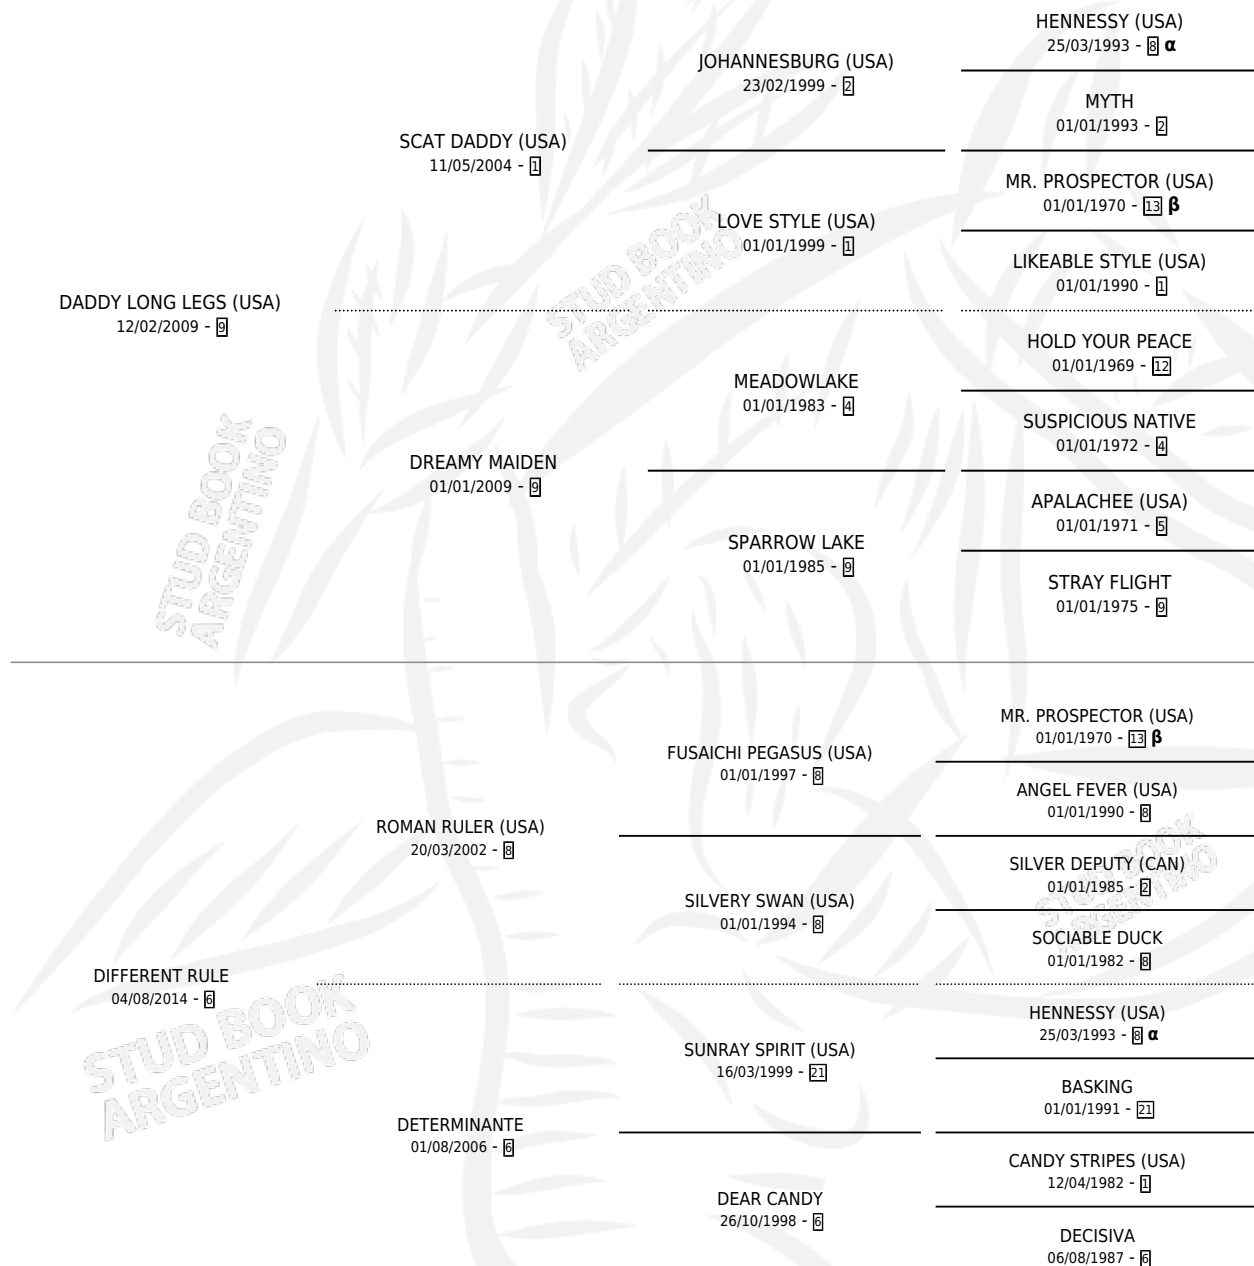 HENNESSY (USA)
25/03/1993 - 8 α
JOHANNESBURG (USA)
23/02/1999 - 2
MYTH
01/01/1993 - 2
SCAT DADDY (USA)
11/05/2004 - 1
MR. PROSPECTOR (USA)
01/01/1970 - 13 β
LOVE STYLE (USA)
01/01/1999 - 1
LIKEABLE STYLE (USA)
01/01/1990 - 1
DADDY LONG LEGS (USA)
12/02/2009 - 9
STUD BOOK
ARGENTINO
HOLD YOUR PEACE
01/01/1969 - 12
MEADOWLAKE
01/01/1983 - 4
SUSPICIOUS NATIVE
01/01/1972 - 4
DREAMY MAIDEN
01/01/2009 - 9
STUD BOOK
ARGENTINO
APALACHEE (USA)
01/01/1971 - 5
SPARROW LAKE
01/01/1985 - 9
STRAY FLIGHT
01/01/1975 - 9
MR. PROSPECTOR (USA)
01/01/1970 - 13 β
FUSAICHI PEGASUS (USA)
01/01/1997 - 8
ANGEL FEVER (USA)
01/01/1990 - 8
ROMAN RULER (USA)
20/03/2002 - 8
SILVER DEPUTY (CAN)
01/01/1985 - 2
STUD BOOK
ARGENTINO
SILVERY SWAN (USA)
01/01/1994 - 8
SOCIABLE DUCK
01/01/1982 - 8
DIFFERENT RULE
04/08/2014 - 6
STUD BOOK
ARGENTINO
HENNESSY (USA)
25/03/1993 - 8 α
SUNRAY SPIRIT (USA)
16/03/1999 - 21
BASKING
01/01/1991 - 21
DETERMINANTE
01/08/2006 - 6
CANDY STRIPES (USA)
12/04/1982 - 1
DEAR CANDY
26/10/1998 - 6
DECISIVA
06/08/1987 - 6